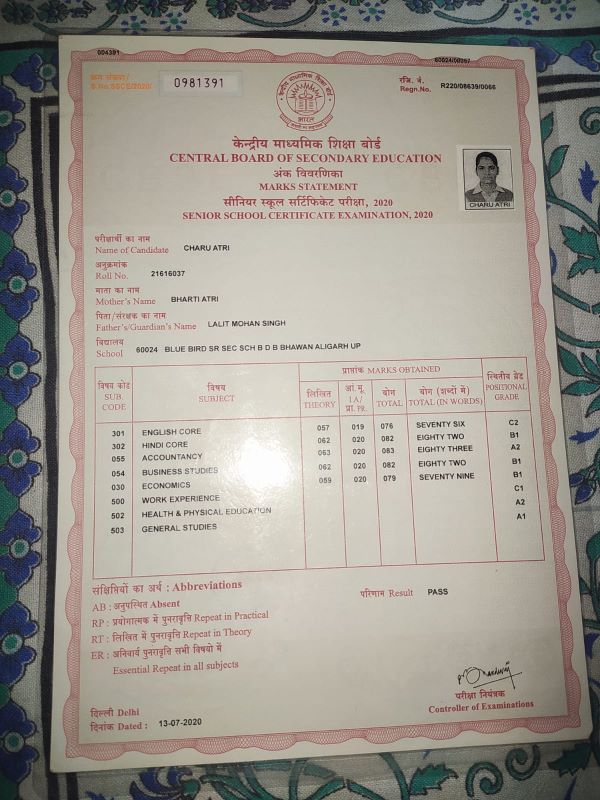 004391
60024/00257
क्रम संख्या/
S.No.SSCE/2020/
0981391
रजि. नं.
Regn.No. R220/08639/0066
भारत
केन्द्रीय माध्यमिक शिक्षा बोर्ड
CENTRAL BOARD OF SECONDARY EDUCATION
अंक विवरणिका
MARKS STATEMENT
सीनियर स्कूल सर्टिफिकेट परीक्षा, 2020
SENIOR SCHOOL CERTIFICATE EXAMINATION, 2020
CHARU ATRI
परीक्षार्थी का नाम
Name of Candidate CHARU ATRI
अनुक्रमांक
Roll No. 21616037
माता का नाम
Mother's Name BHARTI ATRI
पिता/संरक्षक का नाम
Father's/Guardian's Name LALIT MOHAN SINGH
विद्यालय
School 60024 BLUE BIRD SR SEC SCH B D B BHAWAN ALIGARH UP
विषय कोड
SUB.
CODE
विषय
SUBJECT
प्राप्तांक MARKS OBTAINED
लिखित
THEORY
आं.मू.
IA/
प्रा. PR.
योग
TOTAL
योग (शब्दों में)
TOTAL (IN WORDS)
स्थितीय ग्रेड
POSITIONAL
GRADE
301 ENGLISH CORE 057 019 076 SEVENTY SIX C2
302 HINDI CORE 062 020 082 EIGHTY TWO B1
055 ACCOUNTANCY 063 020 083 EIGHTY THREE A2
054 BUSINESS STUDIES 062 020 082 EIGHTY TWO B1
030 ECONOMICS 059 020 079 SEVENTY NINE B1
500 WORK EXPERIENCE C1
502 HEALTH & PHYSICAL EDUCATION A2
503 GENERAL STUDIES A1
संक्षिप्तियों का अर्थ : Abbreviations
AB : अनुपस्थित Absent
RP : प्रयोगात्मक में पुनरावृत्ति Repeat in Practical
RT : लिखित में पुनरावृत्ति Repeat in Theory
ER : अनिवार्य पुनरावृत्ति सभी विषयों में
Essential Repeat in all subjects
परिणाम Result PASS
दिल्ली Delhi
दिनांक Dated : 13-07-2020
परीक्षा नियंत्रक
Controller of Examinations